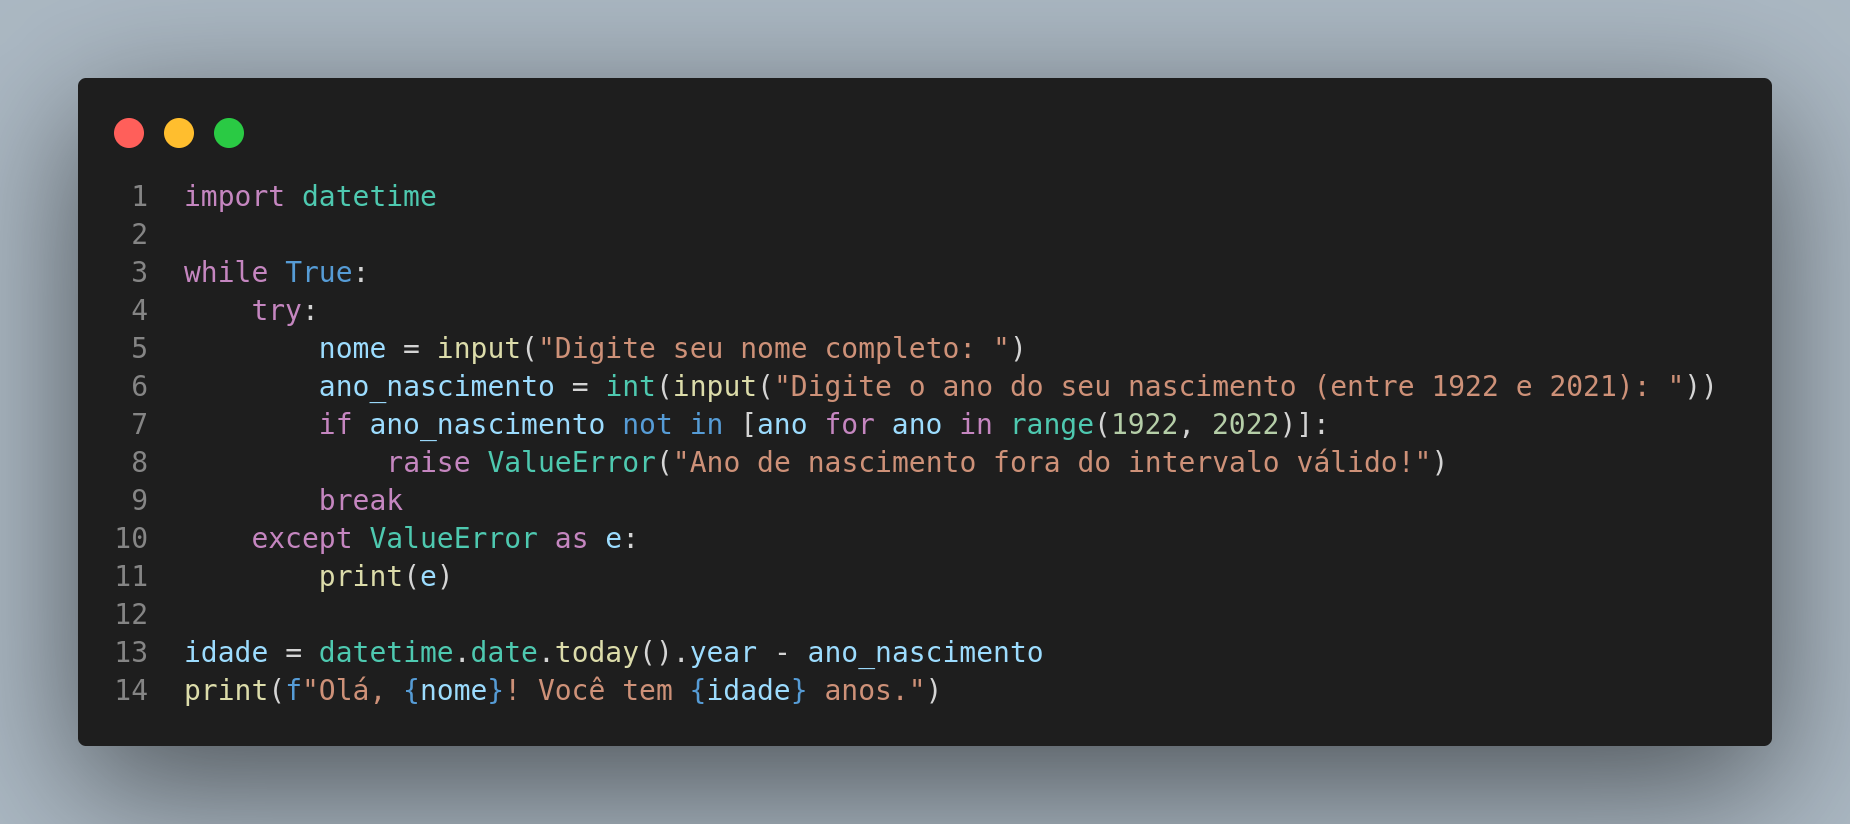 1 import datetime
2
3 while True:
4     try:
5         nome = input("Digite seu nome completo: ")
6         ano_nascimento = int(input("Digite o ano do seu nascimento (entre 1922 e 2021): "))
7         if ano_nascimento not in [ano for ano in range(1922, 2022)]:
8             raise ValueError("Ano de nascimento fora do intervalo válido!")
9         break
10     except ValueError as e:
11         print(e)
12
13 idade = datetime.date.today().year - ano_nascimento
14 print(f"Olá, {nome}! Você tem {idade} anos.")